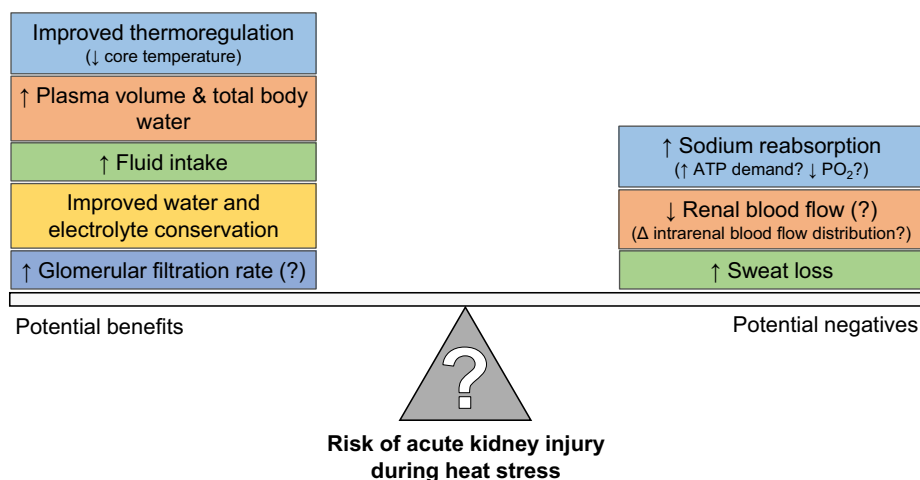 Improved thermoregulation
(↓ core temperature)
↑ Plasma volume & total body
water
↑ Fluid intake
Improved water and
electrolyte conservation
↑ Glomerular filtration rate (?)
↑ Sodium reabsorption
(↑ ATP demand? ↓ PO₂?)
↓ Renal blood flow (?)
(Δ intrarenal blood flow distribution?)
↑ Sweat loss
Potential benefits
Potential negatives
?
Risk of acute kidney injury
during heat stress